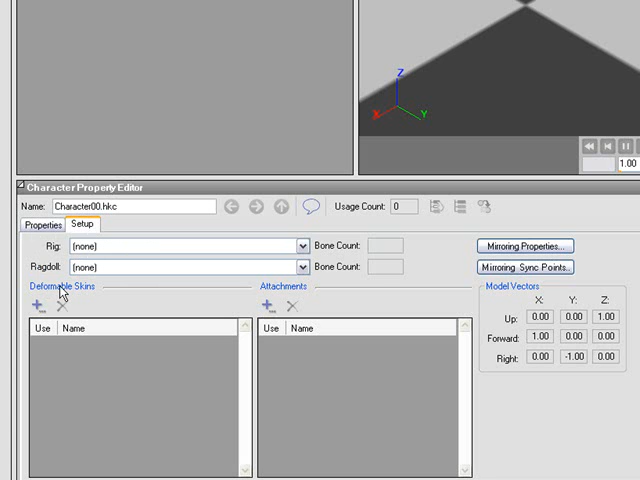 Z
X
Y
1.00
Character Property Editor
Name: Character00.hkc Usage Count: 0
Properties Setup
Rig: (none) Bone Count: Mirroring Properties...
Ragdoll: (none) Bone Count: Mirroring Sync Points..
Deformable Skins Attachments Model Vectors
X: Y: Z:
Up: 0.00 0.00 1.00
Use Name Use Name
Forward: 1.00 0.00 0.00
Right: 0.00 -1.00 0.00